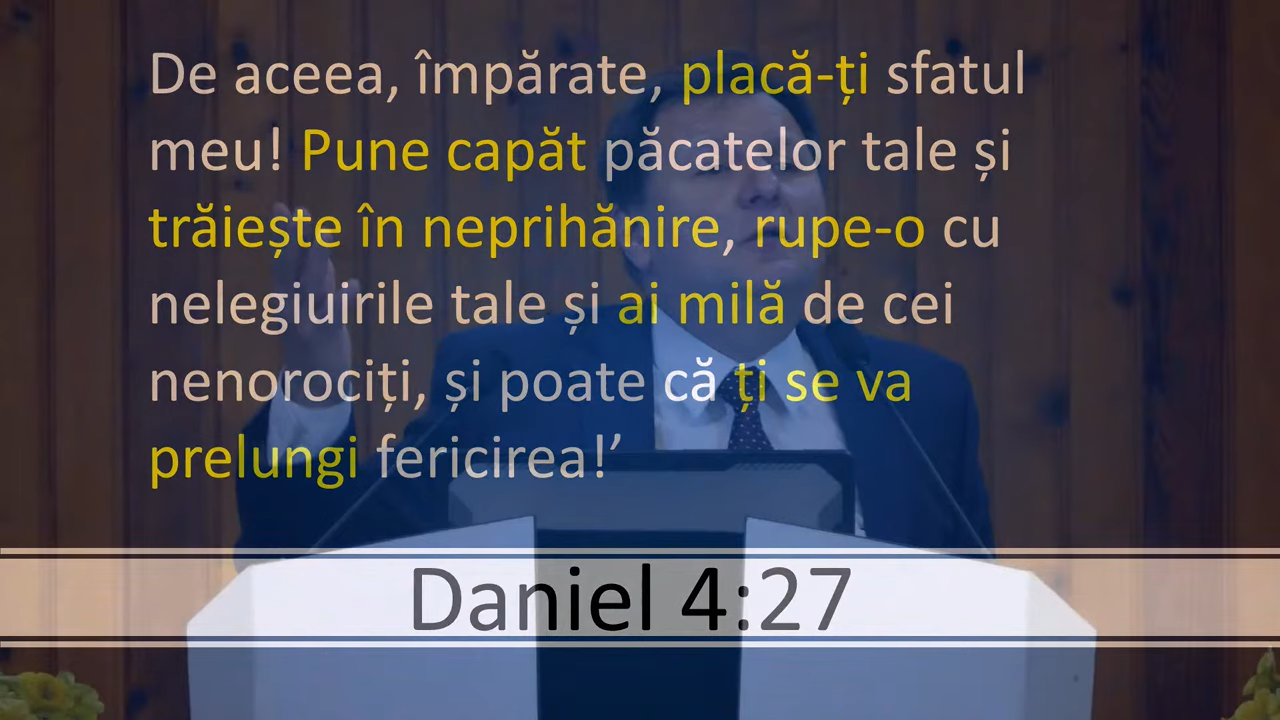 De aceea, împărate, placă-ți sfatul
meu! Pune capăt păcatelor tale și
trăiește în neprihănire, rupe-o cu
nelegiuirile tale și ai milă de cei
nenorociți, și poate că ți se va
prelungi fericirea!’
Daniel 4:27